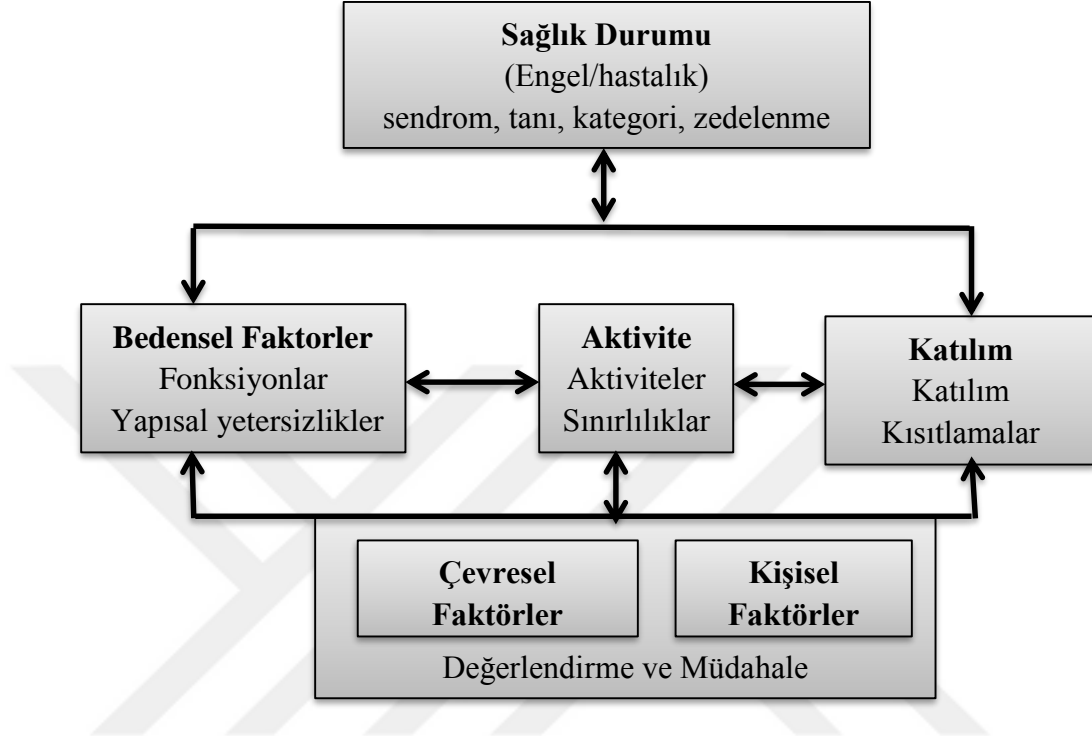 Sağlık Durumu
(Engel/hastalık)
sendrom, tanı, kategori, zedelenme
Bedensel Faktorler
Fonksiyonlar
Yapısal yetersizlikler
Aktivite
Aktiviteler
Sınırlılıklar
Katılım
Katılım
Kısıtlamalar
Çevresel
Faktörler
Kişisel
Faktörler
Değerlendirme ve Müdahale